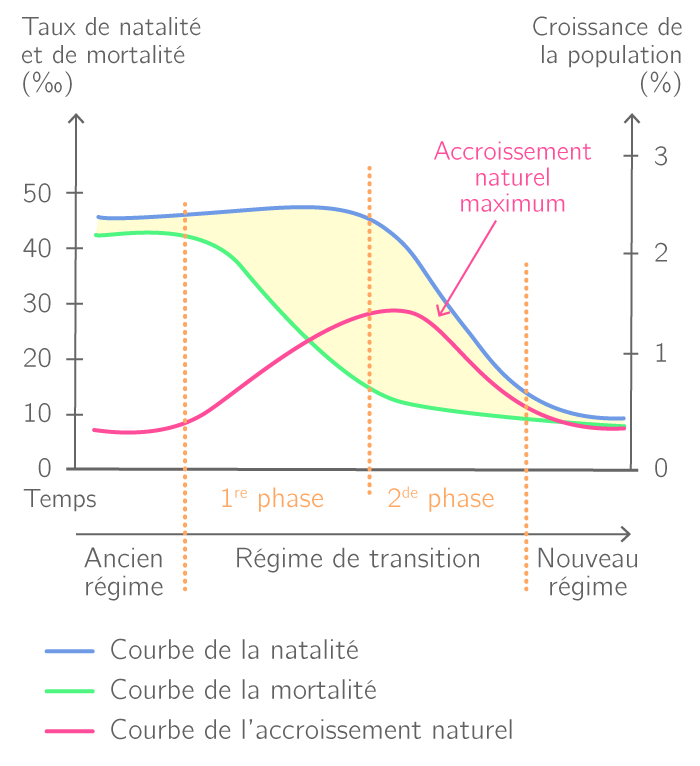 Taux de natalité
et de mortalité
(‰)
Croissance de
la population
(%)
Accroissement
naturel
maximum
50
40
30
20
10
0
3
2
1
0
Temps
1re phase
2de phase
Ancien
régime
Régime de transition
Nouveau
régime
Courbe de la natalité
Courbe de la mortalité
Courbe de l'accroissement naturel